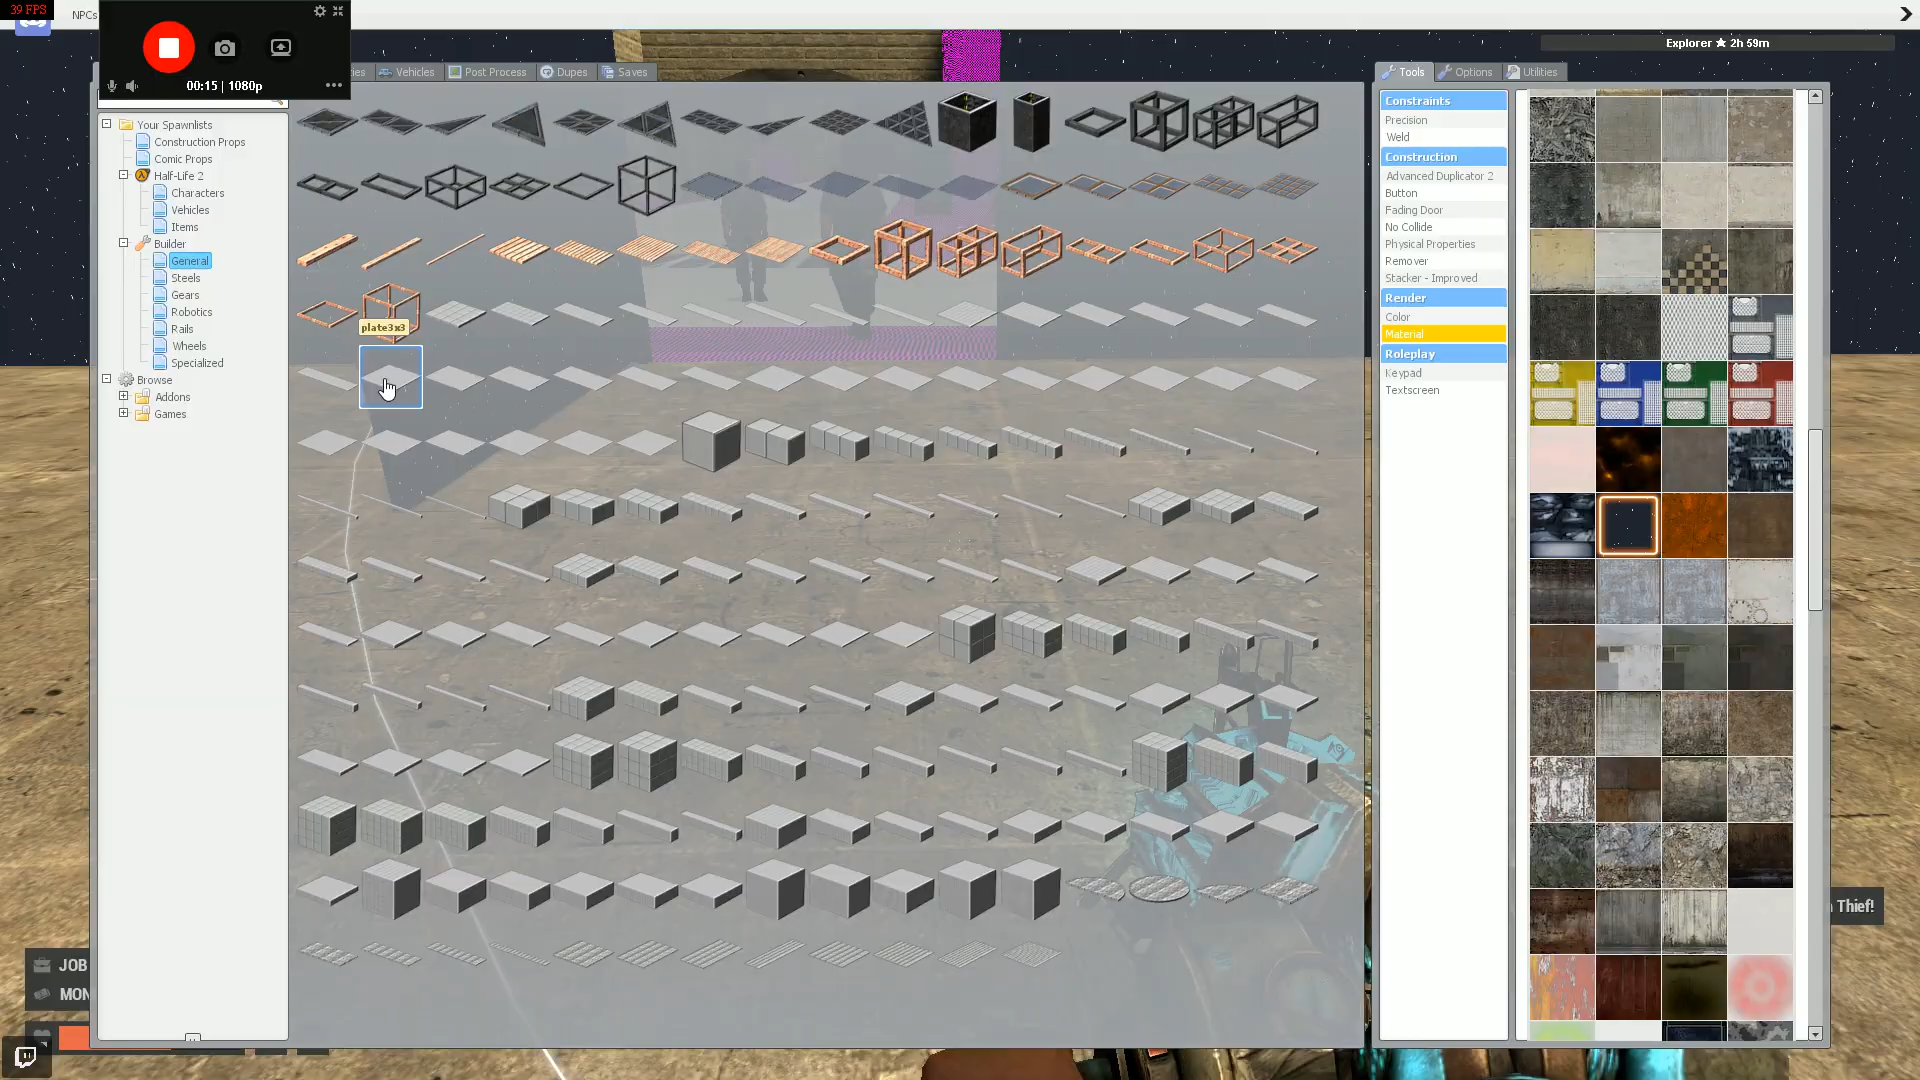 39 FPS
NPCs
Explorer ★ 2h 59m
00:15 | 1080p
Vehicles
Post Process
Dupes
Saves
Tools
Options
Utilities
Your Spawnlists
Construction Props
Comic Props
Half-Life 2
Characters
Vehicles
Items
Builder
General
Steels
Gears
Robotics
Rails
Wheels
Specialized
Browse
Addons
Games
plate3x3
Constraints
Precision
Weld
Construction
Advanced Duplicator 2
Button
Fading Door
No Collide
Physical Properties
Remover
Stacker - Improved
Render
Color
Material
Roleplay
Keypad
Textscreen
Thief!
JOB
MON